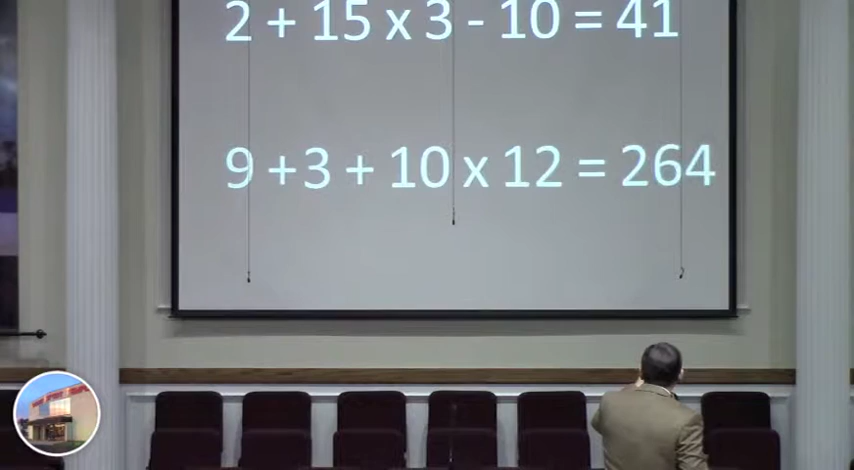 2 + 15 x 3 - 10 = 41
9 + 3 + 10 x 12 = 264